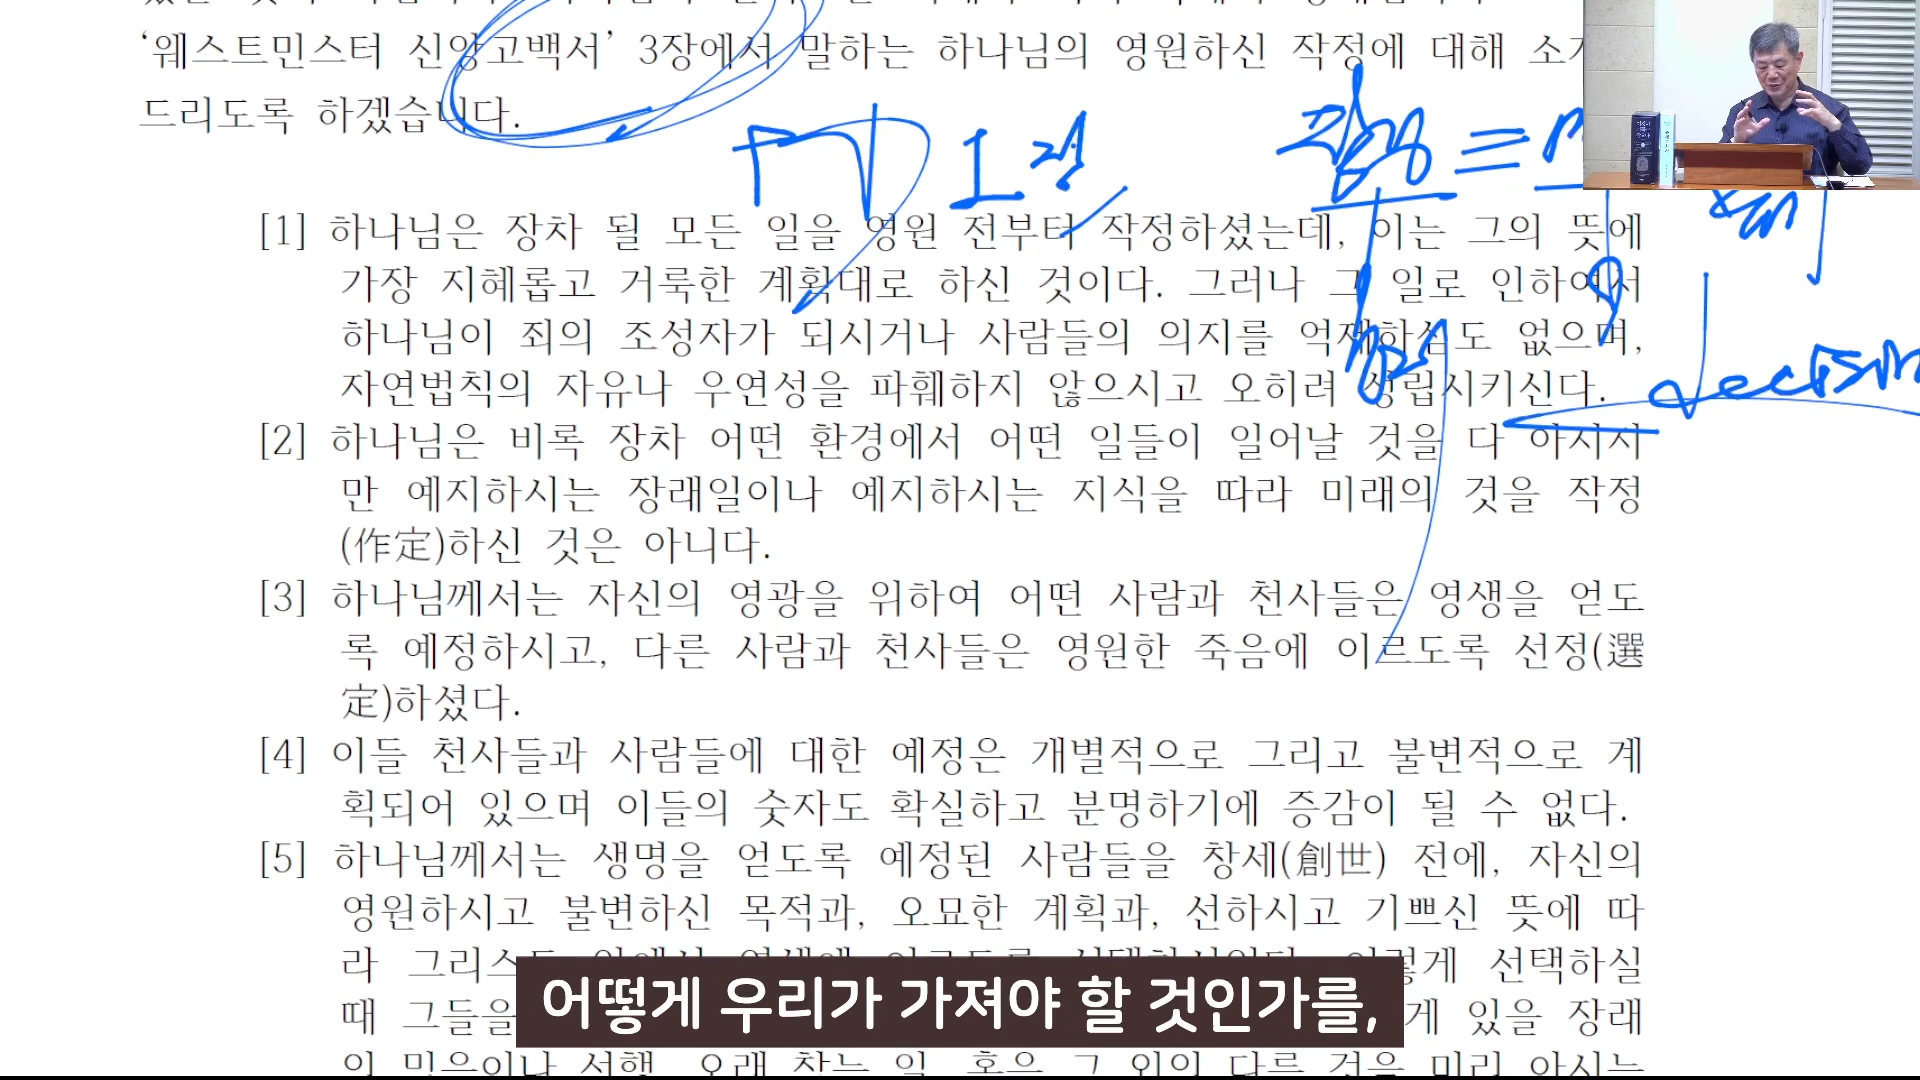 ‘웨스트민스터 신앙고백서’ 3장에서 말하는 하나님의 영원하신 작정에 대해
드리도록 하겠습니다.
[1] 하나님은 장차 될 모든 일을 영원 전부터 작정하셨는데, 이는 그의 뜻에
가장 지혜롭고 거룩한 계획대로 하신 것이다. 그러나 그 일로 인하여서
하나님이 죄의 조성자가 되시거나 사람들의 의지를 억제하심도 없으며,
자연법칙의 자유나 우연성을 파훼하지 않으시고 오히려 성립시키신다.
[2] 하나님은 비록 장차 어떤 환경에서 어떤 일들이 일어날 것을 다 아시지
만 예지하시는 장래일이나 예지하시는 지식을 따라 미래의 것을 작정
(作定)하신 것은 아니다.
[3] 하나님께서는 자신의 영광을 위하여 어떤 사람과 천사들은 영생을 얻도
록 예정하시고, 다른 사람과 천사들은 영원한 죽음에 이르도록 선정(選
定)하셨다.
[4] 이들 천사들과 사람들에 대한 예정은 개별적으로 그리고 불변적으로 계
획되어 있으며 이들의 숫자도 확실하고 분명하기에 증감이 될 수 없다.
[5] 하나님께서는 생명을 얻도록 예정된 사람들을 창세(創世) 전에, 자신의
영원하시고 불변하신 목적과, 오묘한 계획과, 선하시고 기쁘신 뜻에 따
라 선택하실
때 그들을 게 있을 장래
어떻게 우리가 가져야 할 것인가를,
decision